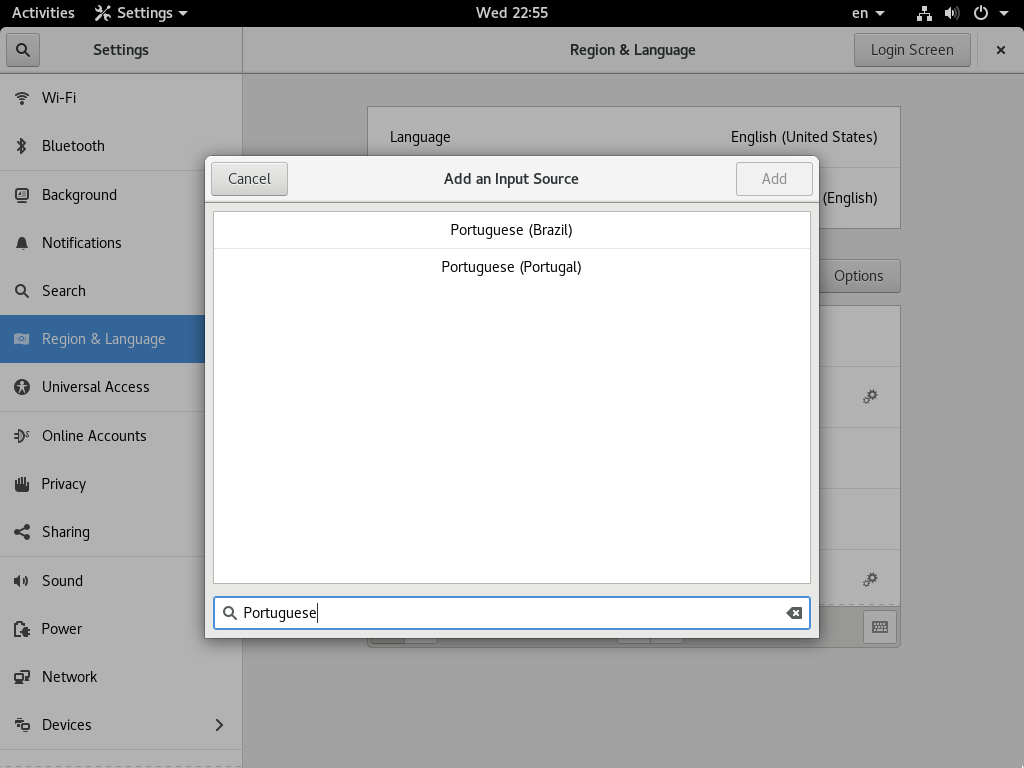 Activities Settings Wed 22:55 en
Settings Region & Language Login Screen
Wi-Fi
Bluetooth
Background
Notifications
Search
Region & Language
Universal Access
Online Accounts
Privacy
Sharing
Sound
Power
Network
Devices
Language English (United States)
(English)
Options
Cancel Add an Input Source Add
Portuguese (Brazil)
Portuguese (Portugal)
Portuguese